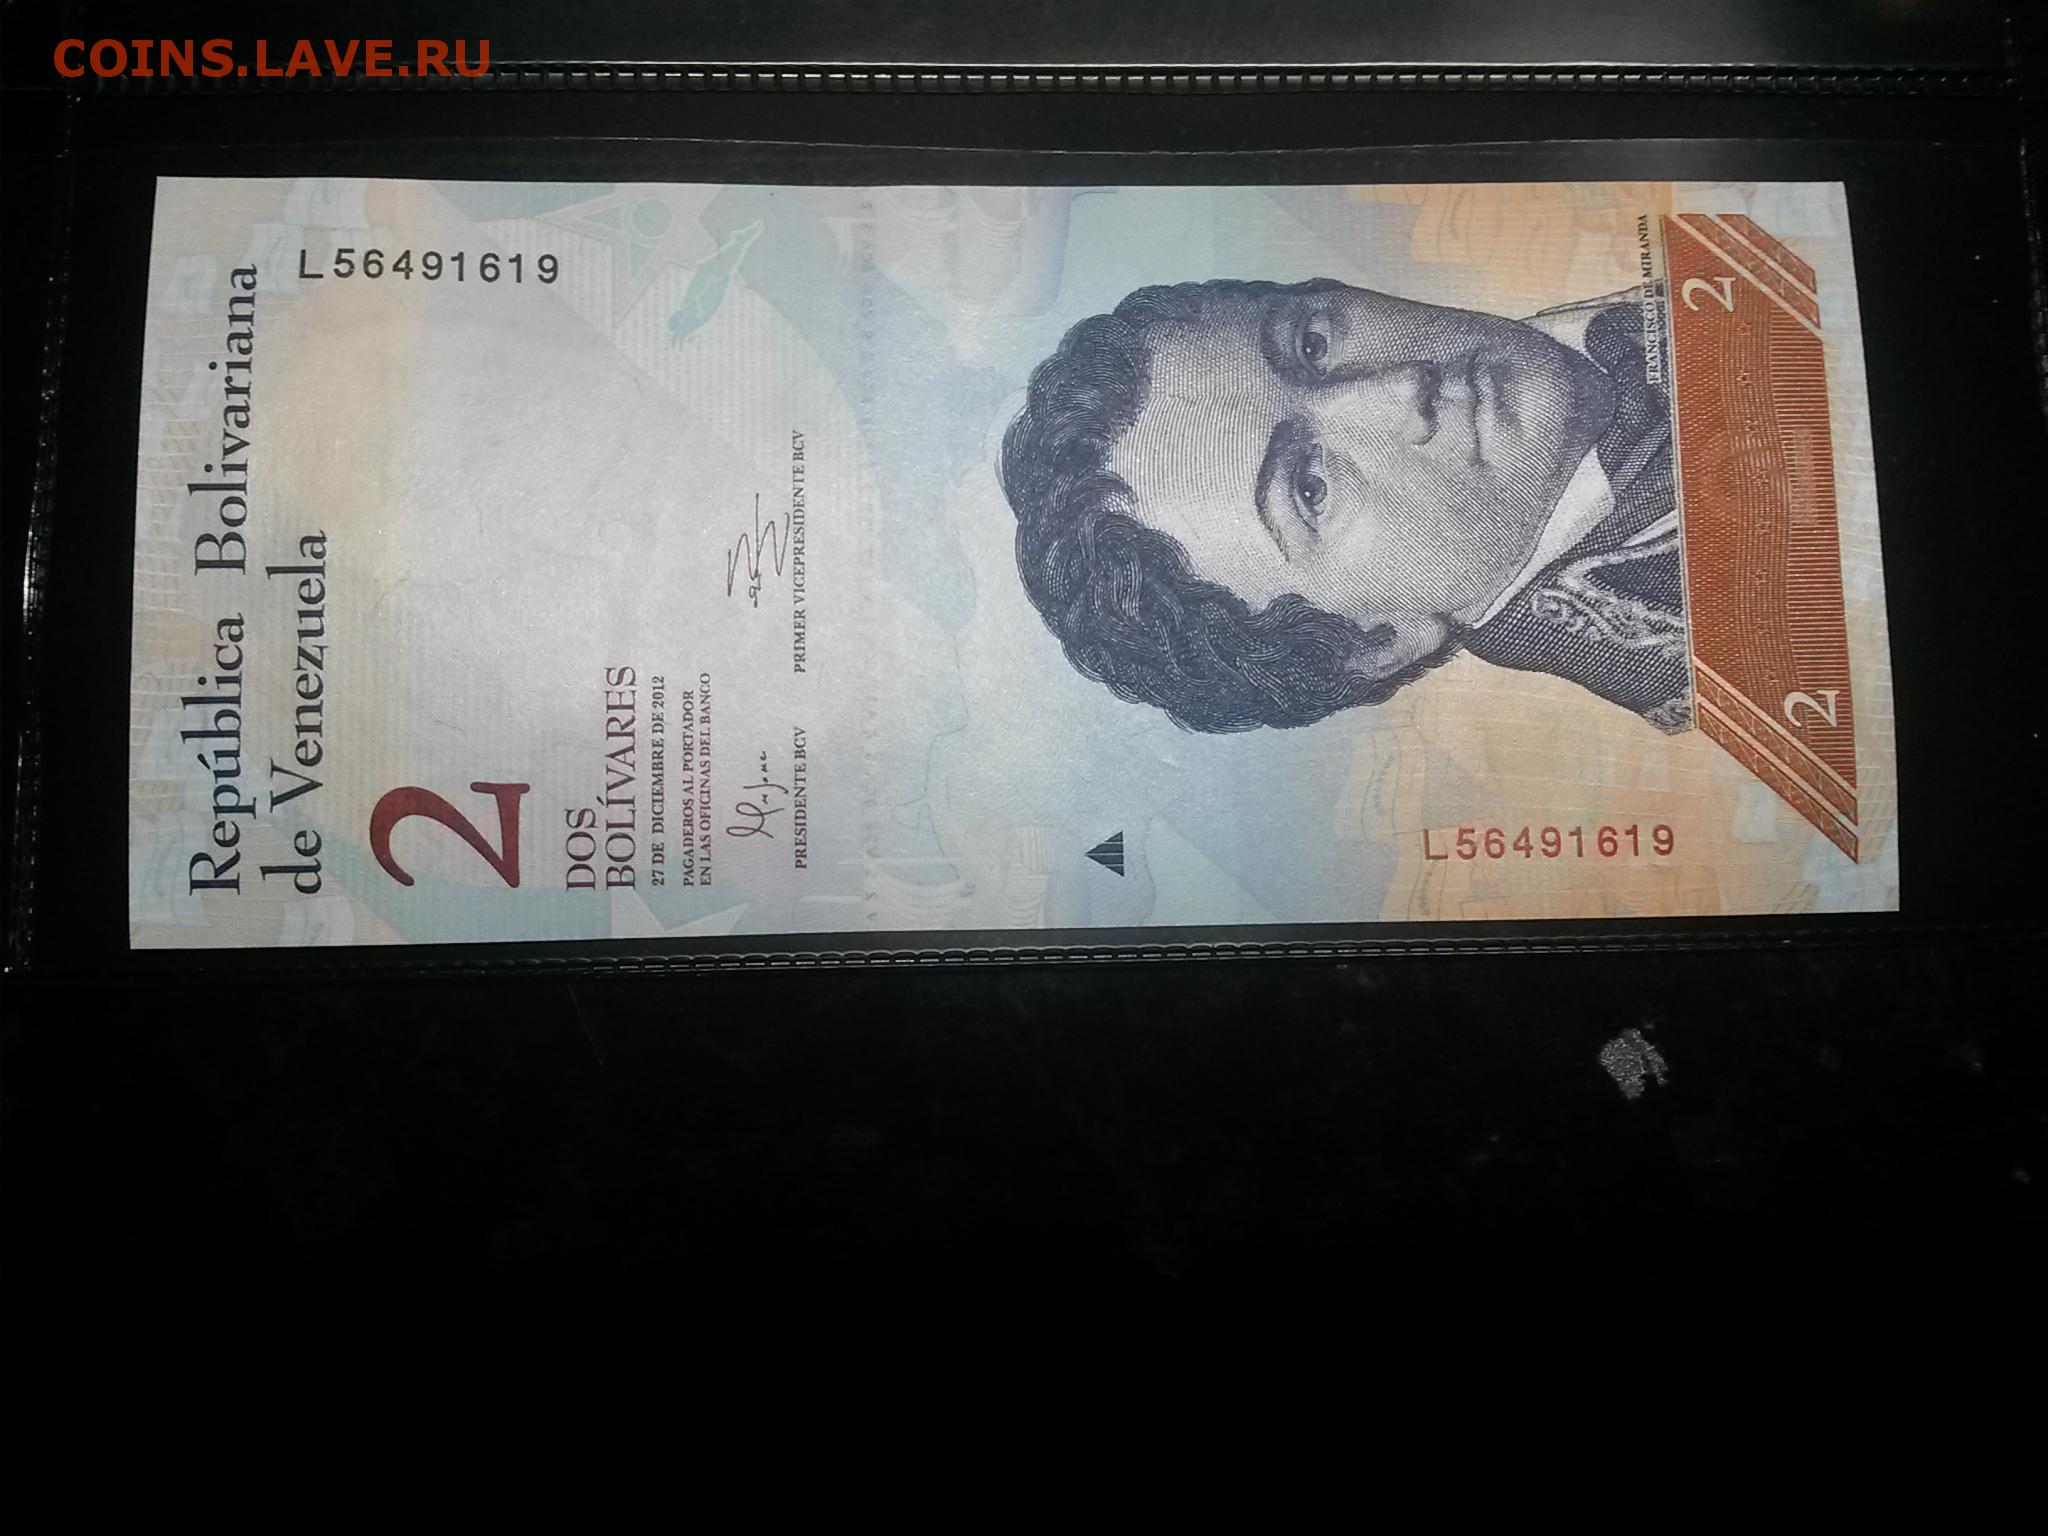 COINS.LAVE.RU
República Bolivariana
de Venezuela
L56491619
2
DOS
BOLÍVARES
27 DE DICIEMBRE DE 2012
PAGADEROS AL PORTADOR
EN LAS OFICINAS DEL BANCO
PRESIDENTE BCV
PRIMER VICEPRESIDENTE BCV
L56491619
FRANCISCO DE MIRANDA
2
2